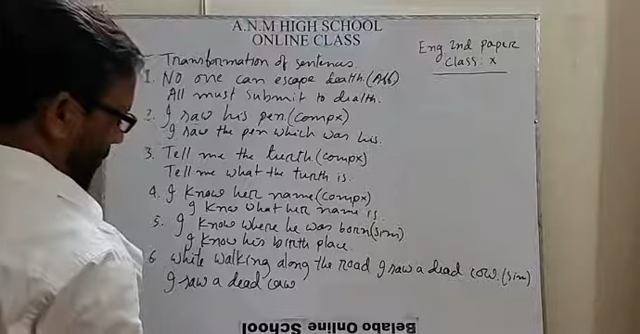 A.N.M HIGH SCHOOL
ONLINE CLASS
Eng 2nd paper
Class: x
Transformation of sentences.
1. No one can escape death. (Aff)
All must submit to death.
2. I saw his pen. (compx)
I saw the pen which was his.
3. Tell me the turth (compx)
Tell me what the turth is.
4. I know her name (compx)
I know what her name is.
5. I know where he was born (sim)
I know his birth place.
6 While walking along the road I saw a dead cow. (sim)
I saw a dead cow
Belabo Online School